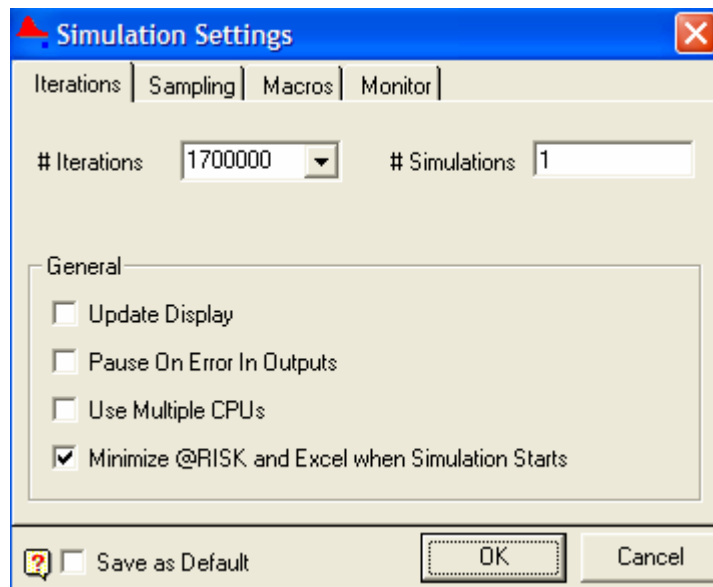 Simulation Settings
Iterations Sampling Macros Monitor
# Iterations 1700000 # Simulations 1
General
Update Display
Pause On Error In Outputs
Use Multiple CPUs
Minimize @RISK and Excel when Simulation Starts
? Save as Default OK Cancel